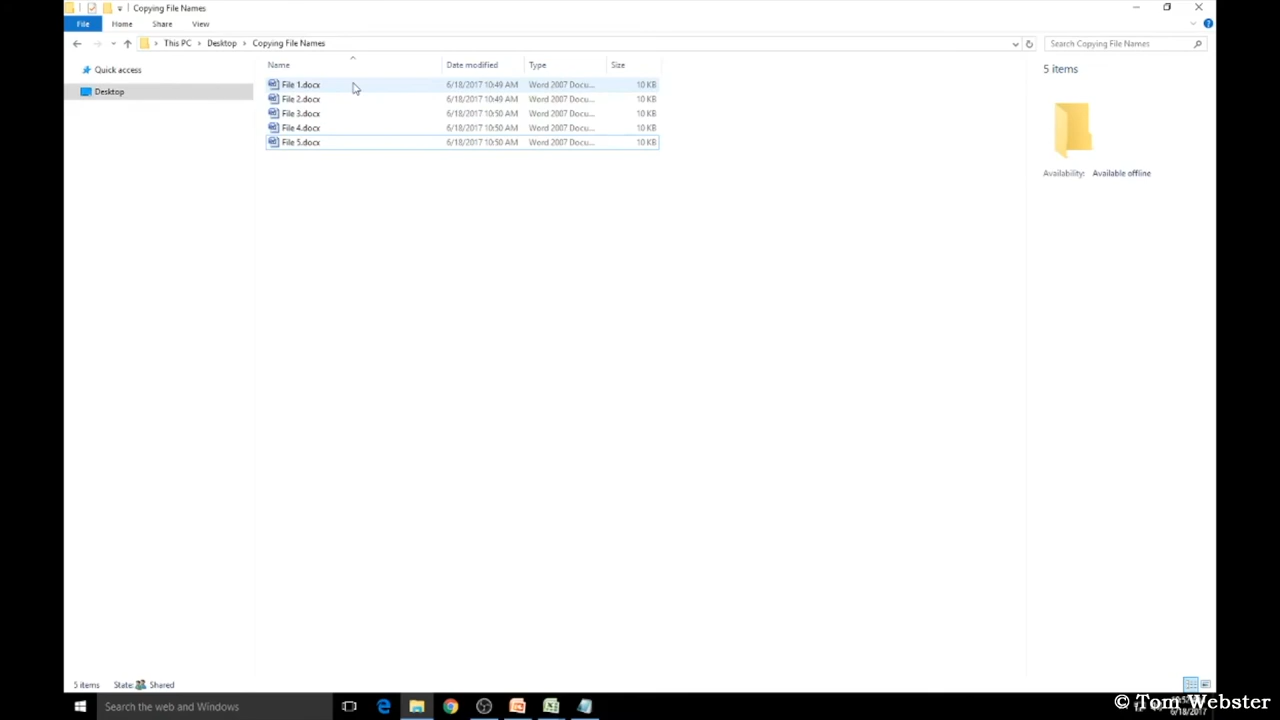 Copying File Names
File Home Share View
This PC Desktop Copying File Names Search Copying File Names
Quick access
Desktop
Name Date modified Type Size
File 1.docx 6/18/2017 10:49 AM Word 2007 Docu... 10 KB
File 2.docx 6/18/2017 10:49 AM Word 2007 Docu... 10 KB
File 3.docx 6/18/2017 10:50 AM Word 2007 Docu... 10 KB
File 4.docx 6/18/2017 10:50 AM Word 2007 Docu... 10 KB
File 5.docx 6/18/2017 10:50 AM Word 2007 Docu... 10 KB
5 items
Availability: Available offline
5 items State: Shared
Search the web and Windows
© Tom Webster
6/18/2017